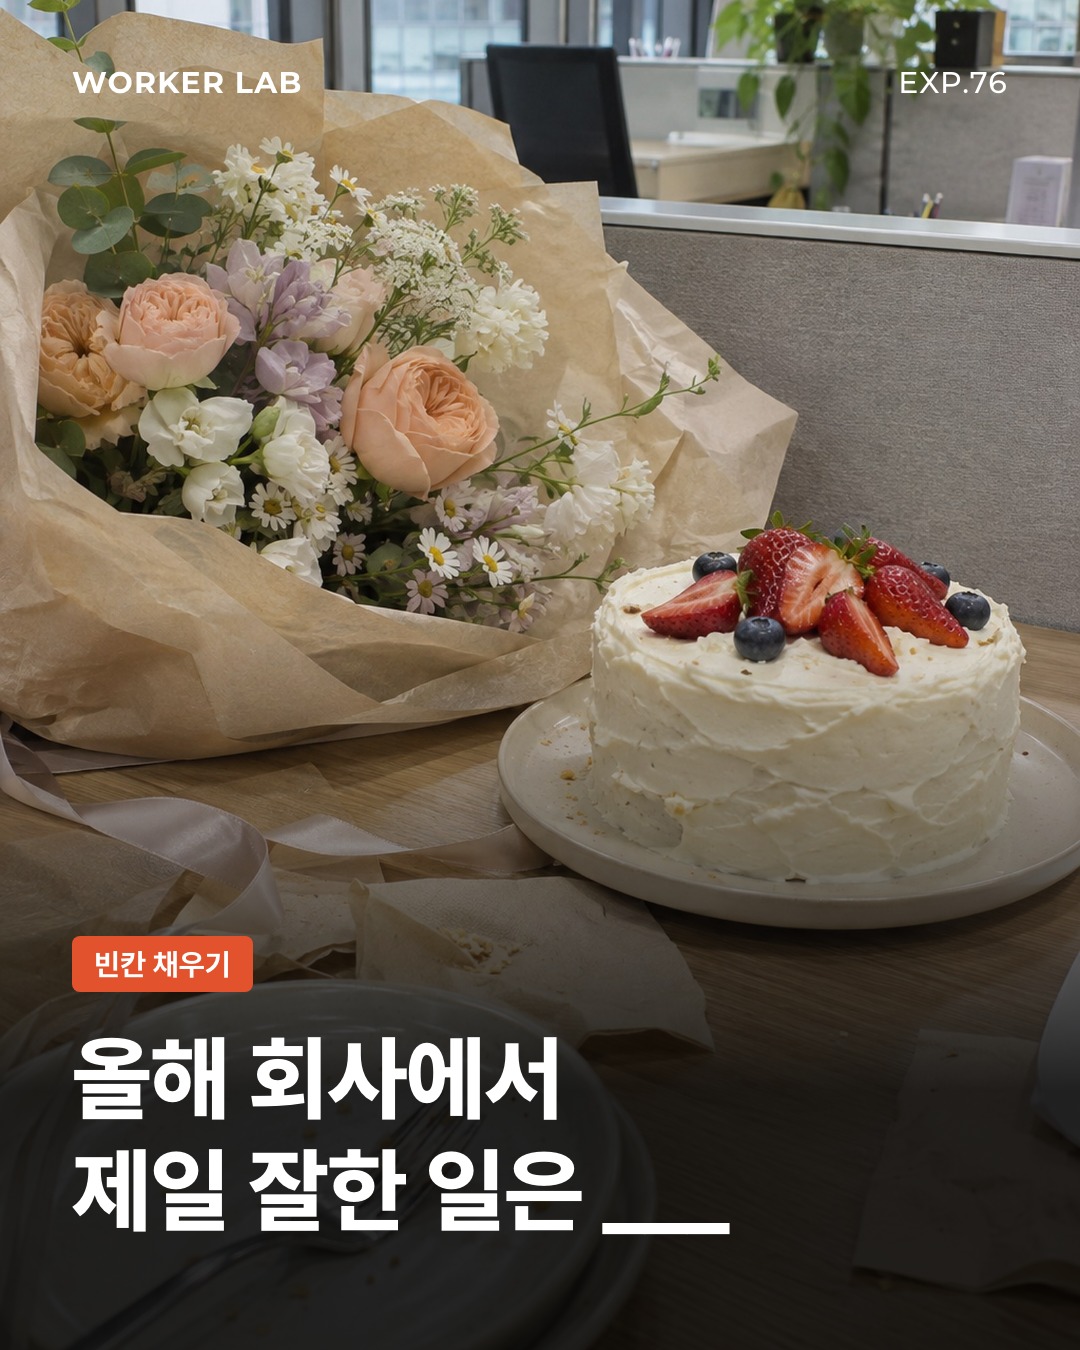 WORKER LAB
EXP.76
빈칸 채우기
올해 회사에서
제일 잘한 일은 ___